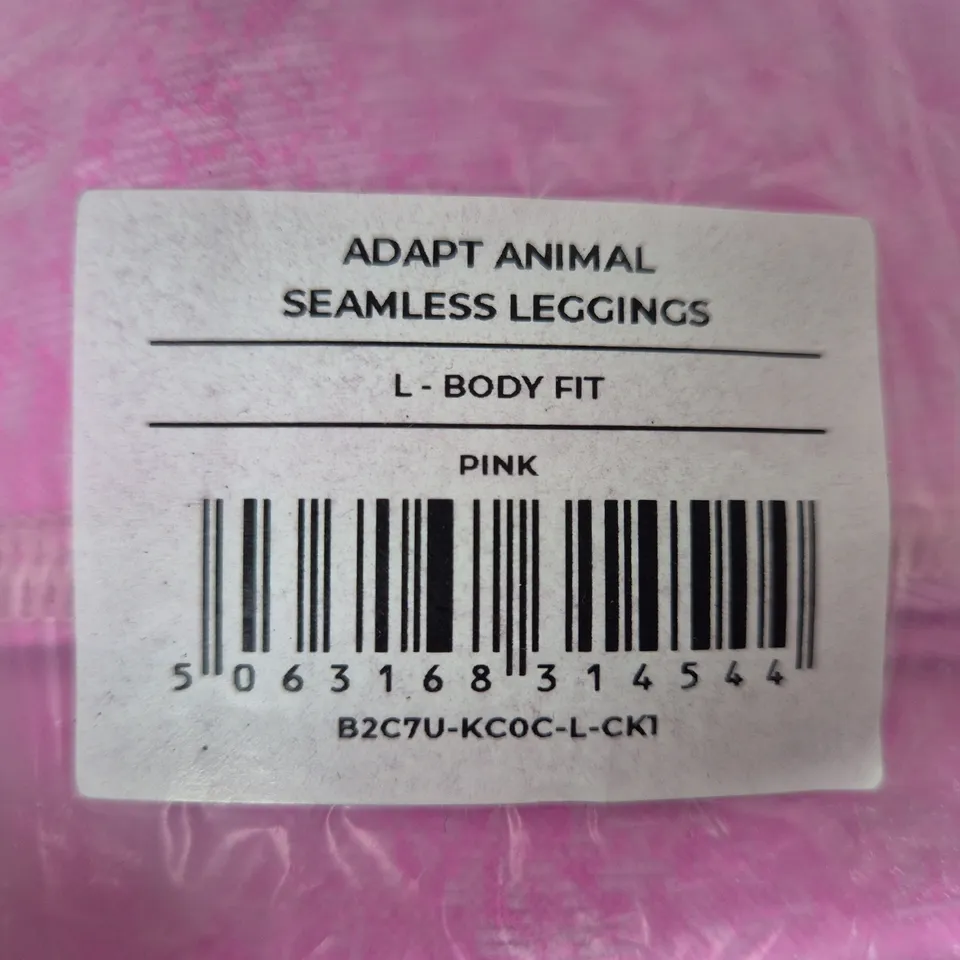 ADAPT ANIMAL
SEAMLESS LEGGINGS
L - BODY FIT
PINK
5 063168 314544
B2C7U-KC0C-L-CK1